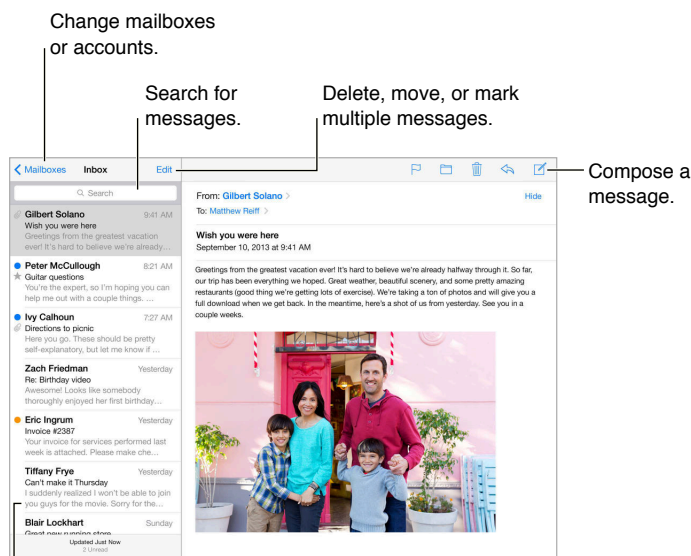 Change mailboxes
or accounts.
Search for
messages.
Delete, move, or mark
multiple messages.
Compose a
message.
Mailboxes
Inbox
Edit
Search
Gilbert Solano 9:41 AM
Wish you were here
Greetings from the greatest vacation
ever! It's hard to believe we're already…
Peter McCullough 8:21 AM
Guitar questions
You're the expert, so I'm hoping you can
help me out with a couple things. …
Ivy Calhoun 7:27 AM
Directions to picnic
Here you go. These should be pretty
self-explanatory, but let me know if …
Zach Friedman Yesterday
Re: Birthday video
Awesome! Looks like somebody
thoroughly enjoyed her first birthday…
Eric Ingrum Yesterday
Invoice #2387
Your invoice for services performed last
week is attached. Please make che…
Tiffany Frye Yesterday
Can't make it Thursday
I suddenly realized I won't be able to join
you guys for the movie. Sorry for the…
Blair Lockhart Sunday
Great new running store
Updated Just Now
2 Unread
From: Gilbert Solano
Hide
To: Matthew Reiff
Wish you were here
September 10, 2013 at 9:41 AM
Greetings from the greatest vacation ever! It's hard to believe we're already halfway through it. So far,
our trip has been everything we hoped. Great weather, beautiful scenery, and some pretty amazing
restaurants (good thing we're getting lots of exercise). We're taking a ton of photos and will give you a
full download when we get back. In the meantime, here's a shot of us from yesterday. See you in a
couple weeks.